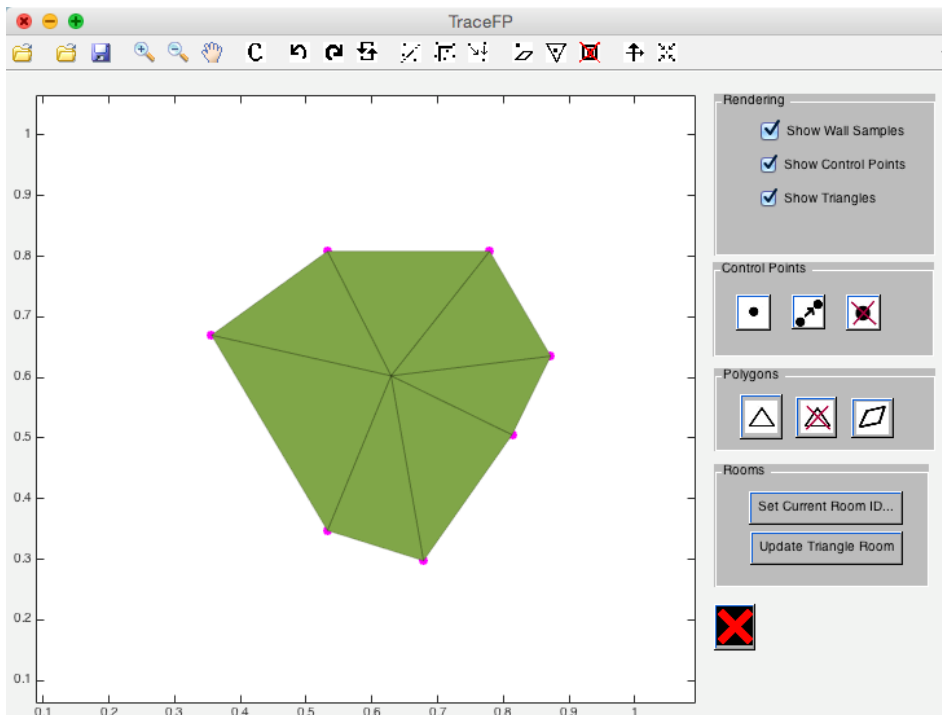 TraceFP
C
Rendering
Show Wall Samples
Show Control Points
Show Triangles
Control Points
Polygons
Rooms
Set Current Room ID...
Update Triangle Room
1
0.9
0.8
0.7
0.6
0.5
0.4
0.3
0.2
0.1
0.1 0.2 0.3 0.4 0.5 0.6 0.7 0.8 0.9 1